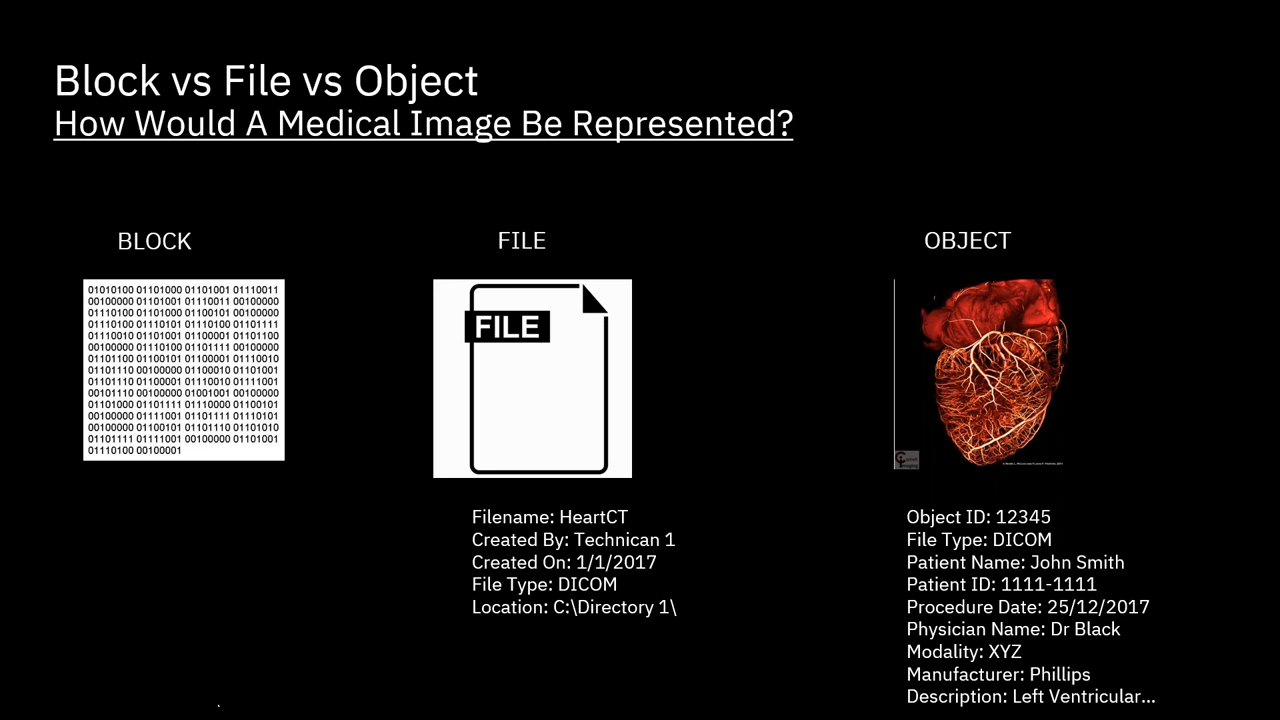 Block vs File vs Object
How Would A Medical Image Be Represented?
BLOCK
01010100 01101000 01101001 01110011
00100000 01101001 01110011 00100000
01110100 01101000 01100101 00100000
01110100 01110101 01110100 01101111
01110010 01101001 01100001 01101100
00100000 01110100 01101111 00100000
01101100 01100101 01100001 01110010
01101110 00100000 01100010 01101001
01101110 01100001 01110010 01111001
00101110 00100000 01001001 00100000
01101000 01101111 01110000 01100101
00100000 01111001 01101111 01110101
00100000 01100101 01101110 01101010
01101111 01111001 00100000 01101001
01110100 00100001
FILE
FILE
Filename: HeartCT
Created By: Technican 1
Created On: 1/1/2017
File Type: DICOM
Location: C:\Directory 1\
OBJECT
Object ID: 12345
File Type: DICOM
Patient Name: John Smith
Patient ID: 1111-1111
Procedure Date: 25/12/2017
Physician Name: Dr Black
Modality: XYZ
Manufacturer: Phillips
Description: Left Ventricular...